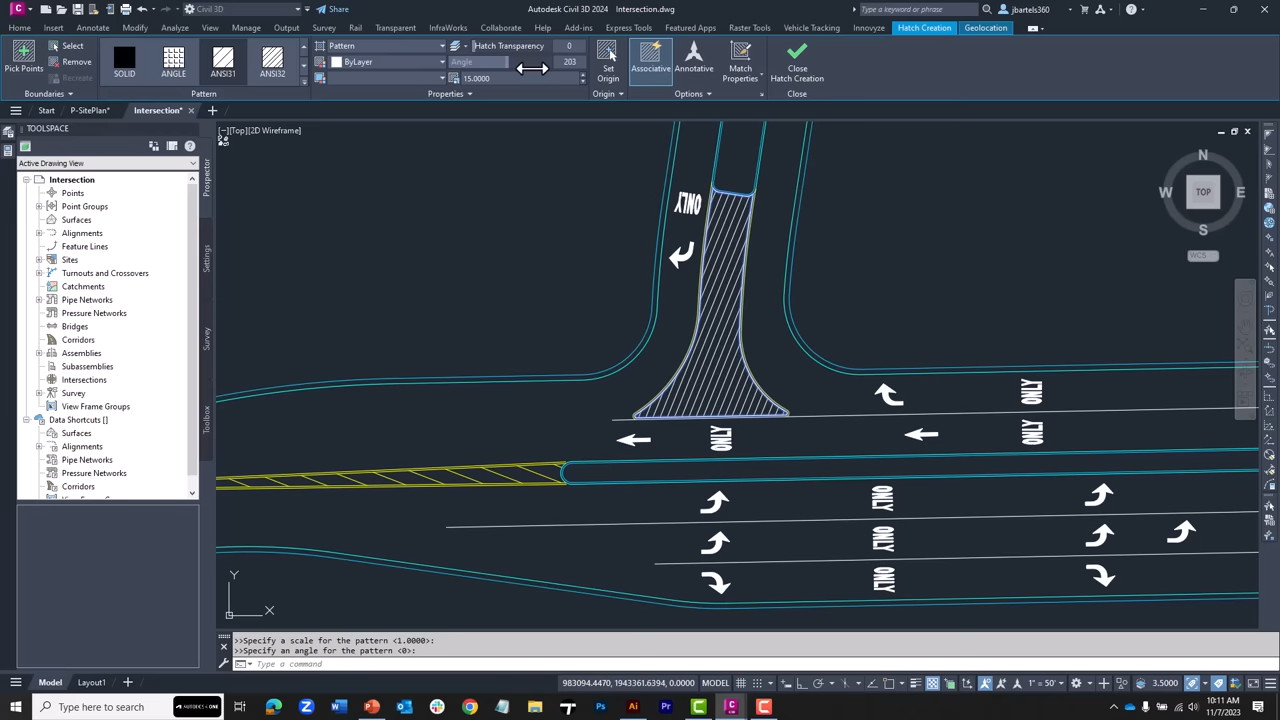 Share
Autodesk Civil 3D 2024 Intersection.dwg
Type a keyword or phrase
jbartels360
Home Insert Annotate Modify Analyze View Manage Output Survey Rail Transparent InfraWorks Collaborate Help Add-ins Express Tools Featured Apps Raster Tools Vehicle Tracking Innovyze Hatch Creation Geolocation
Pick Points
Select
Remove
Recreate
Boundaries
SOLID
ANGLE
ANSI31
ANSI32
Pattern
Pattern
ByLayer
Hatch Transparency 0
Angle 203
15.0000
Properties
Set Origin
Origin
Associative
Annotative
Match Properties
Options
Close Hatch Creation
Close
Start P-SitePlan* Intersection*
TOOLSPACE
Active Drawing View
Intersection
Points
Point Groups
Surfaces
Alignments
Feature Lines
Sites
Turnouts and Crossovers
Catchments
Pipe Networks
Pressure Networks
Bridges
Corridors
Assemblies
Subassemblies
Intersections
Survey
View Frame Groups
Data Shortcuts []
Surfaces
Alignments
Pipe Networks
Pressure Networks
Corridors
Prospector
Settings
Survey
Toolbox
[−][Top][2D Wireframe]
N
W TOP E
S
WCS
ONLY
ONLY
ONLY
ONLY
ONLY
ONLY
ONLY
Y
X
>>Specify a scale for the pattern <1.0000>:
>>Specify an angle for the pattern <0>:
Type a command
Model Layout1
983094.4470, 1943361.6394, 0.0000 MODEL
1" = 50'
3.5000
Type here to search
10:11 AM
11/7/2023